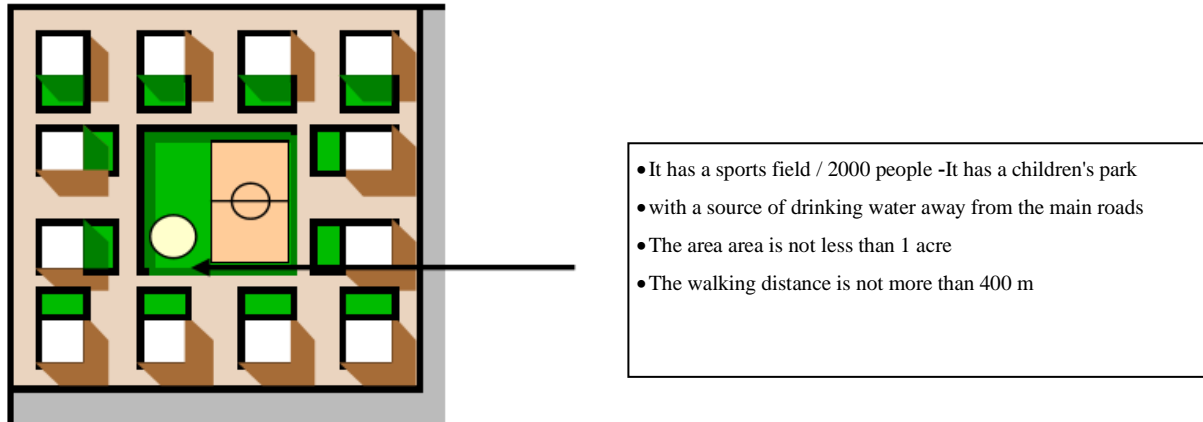 • It has a sports field / 2000 people -It has a children's park
• with a source of drinking water away from the main roads
• The area area is not less than 1 acre
• The walking distance is not more than 400 m